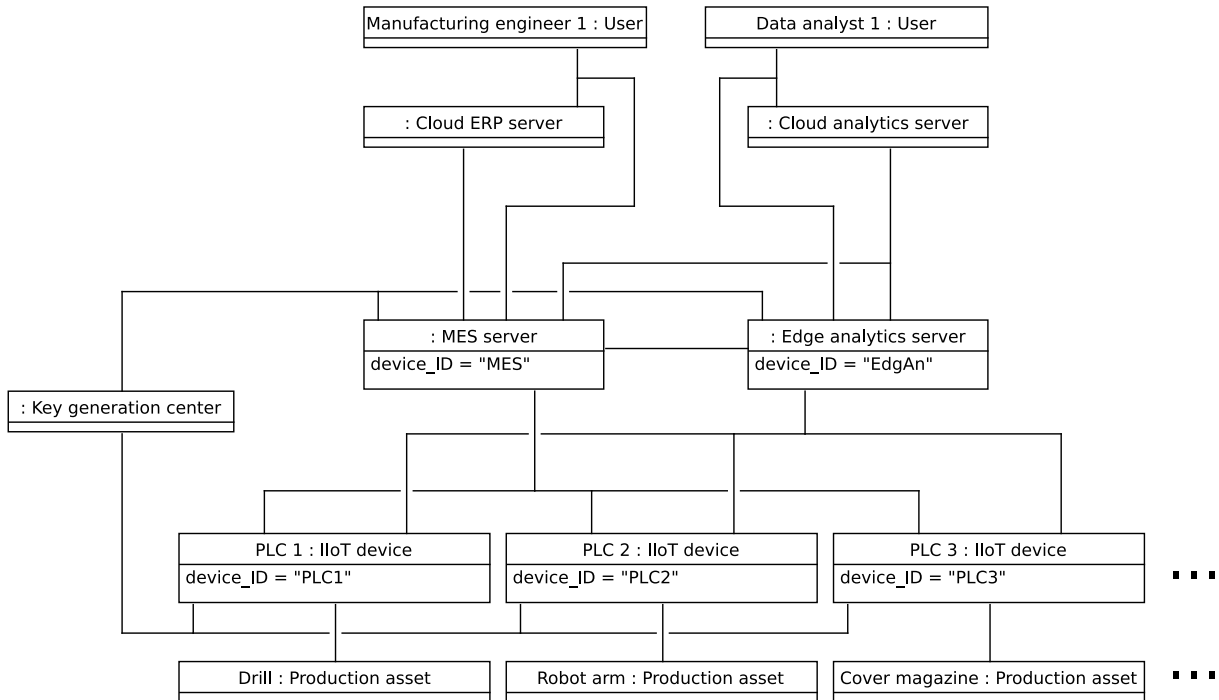 Manufacturing engineer 1 : User
Data analyst 1 : User
: Cloud ERP server
: Cloud analytics server
: MES server
device_ID = "MES"
: Edge analytics server
device_ID = "EdgAn"
: Key generation center
PLC 1 : IIoT device
device_ID = "PLC1"
PLC 2 : IIoT device
device_ID = "PLC2"
PLC 3 : IIoT device
device_ID = "PLC3"
Drill : Production asset
Robot arm : Production asset
Cover magazine : Production asset